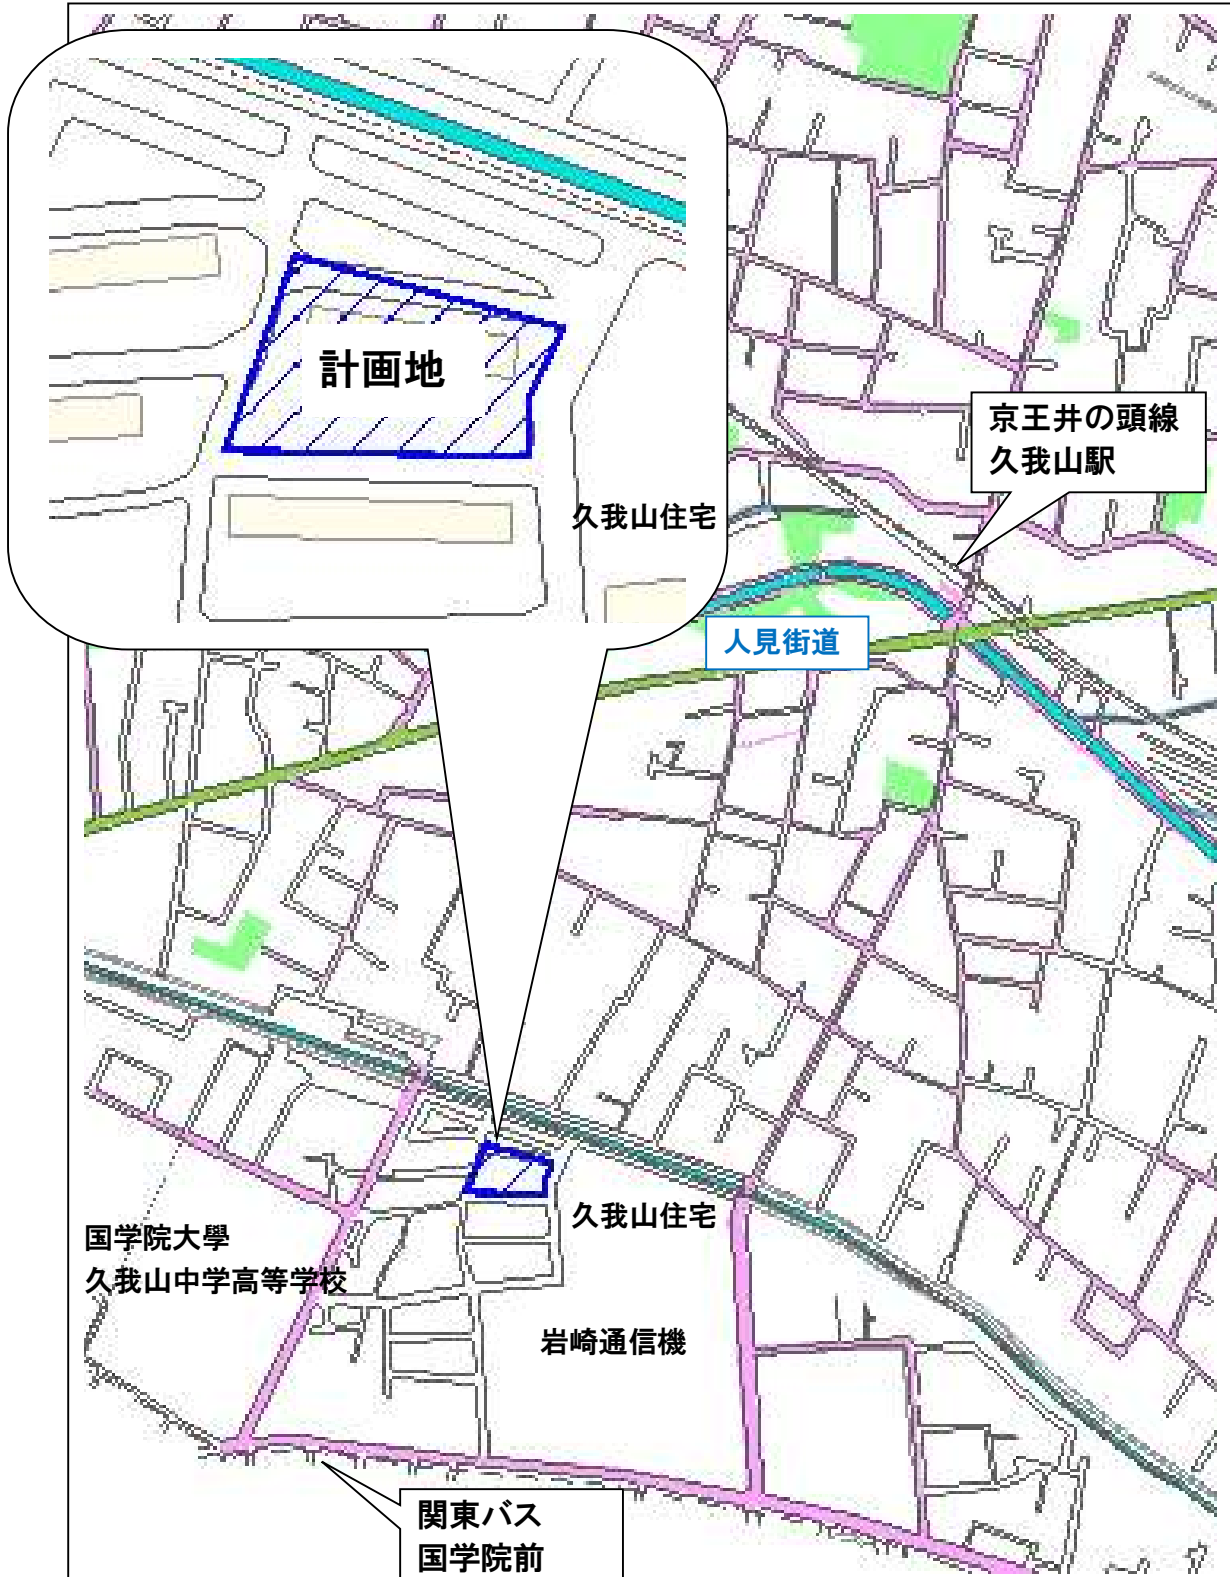 計画地
久我山住宅
京王井の頭線
久我山駅
人見街道
久我山住宅
国学院大學
久我山中学高等学校
岩崎通信機
関東バス
国学院前